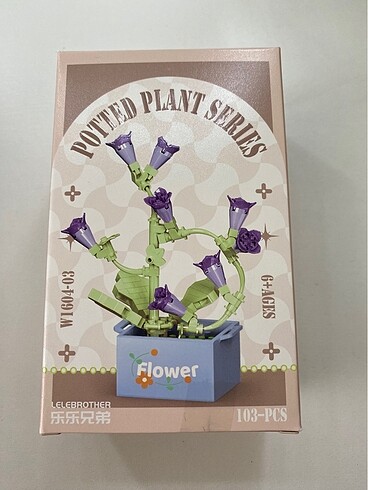 POTTED PLANT SERIES
W1604-03
6+AGES
Flower
LELEBROTHER
乐乐兄弟
103-PCS